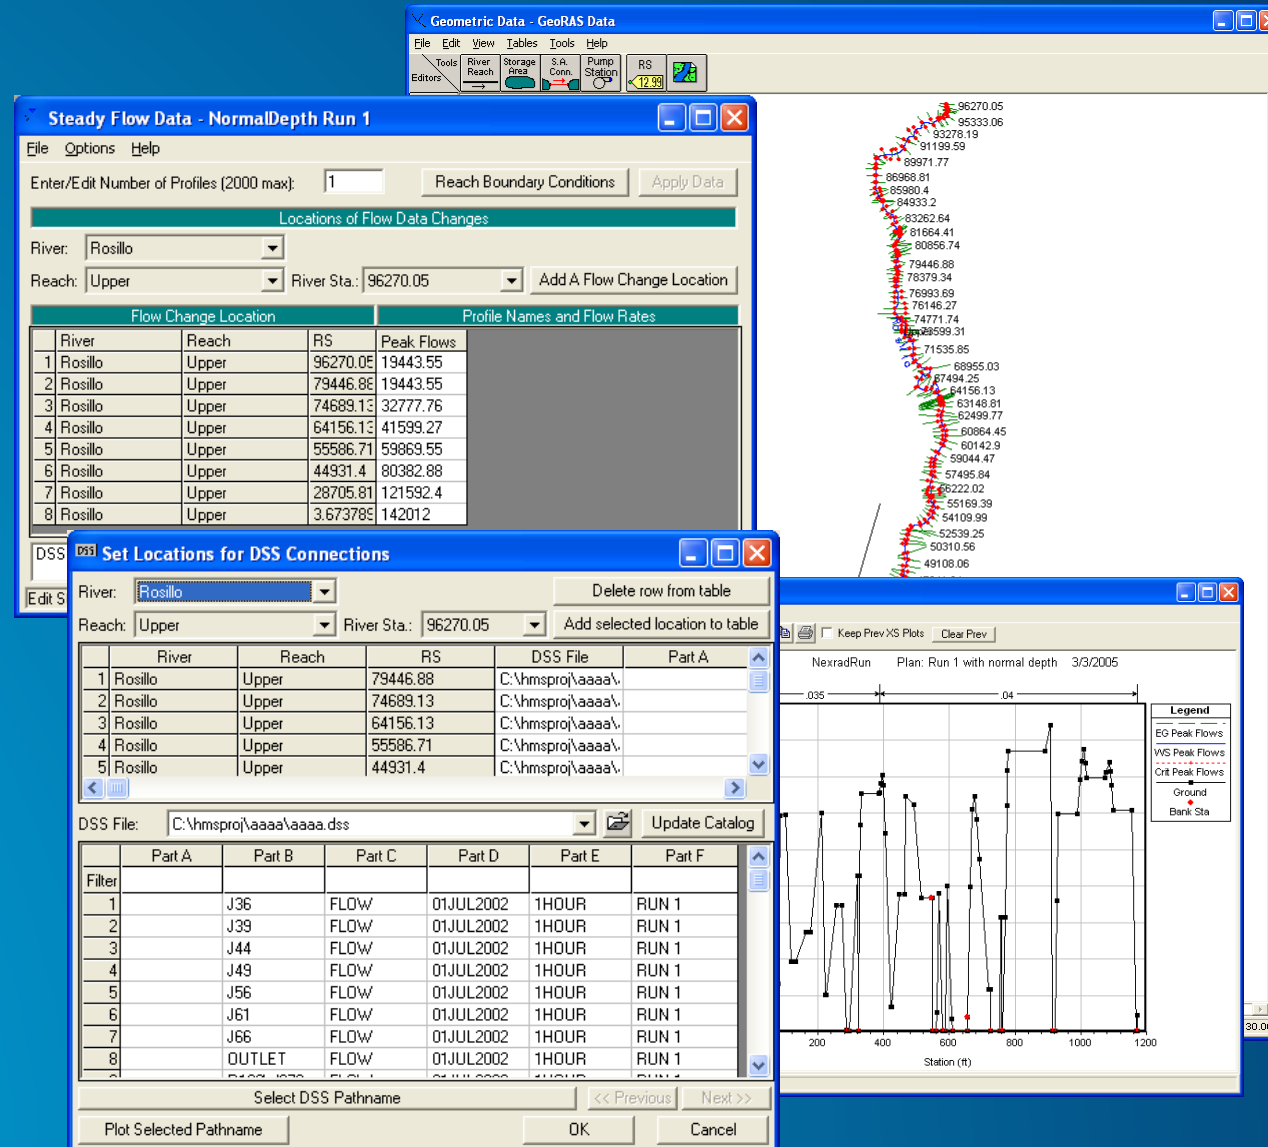 Geometric Data - GeoRAS Data
File Edit View Tables Tools Help
Tools Editors River Reach Storage Area S.A. Conn. Pump Station RS 12.99
96270.05
95333.06
93278.19
91199.59
89971.77
86968.81
85980.4
84933.2
83262.64
81664.41
80856.74
79446.88
78379.34
76993.69
76146.27
74771.74
73599.31
71535.85
68955.03
67494.25
64156.13
63148.81
62499.77
60864.45
60142.9
59044.47
57495.84
56222.02
55169.39
54109.99
52539.25
50310.56
49108.06
Steady Flow Data - NormalDepth Run 1
File Options Help
Enter/Edit Number of Profiles (2000 max): 1 Reach Boundary Conditions Apply Data
Locations of Flow Data Changes
River: Rosillo
Reach: Upper River Sta.: 96270.05 Add A Flow Change Location
Flow Change Location Profile Names and Flow Rates
River Reach RS Peak Flows
1 Rosillo Upper 96270.05 19443.55
2 Rosillo Upper 79446.88 19443.55
3 Rosillo Upper 74689.13 32777.76
4 Rosillo Upper 64156.13 41599.27
5 Rosillo Upper 55586.71 59869.55
6 Rosillo Upper 44931.4 80382.88
7 Rosillo Upper 28705.81 121592.4
8 Rosillo Upper 3.673789 142012
DSS
Edit S
DSS Set Locations for DSS Connections
River: Rosillo Delete row from table
Reach: Upper River Sta.: 96270.05 Add selected location to table
River Reach RS DSS File Part A
1 Rosillo Upper 79446.88 C:\hmsproj\aaaa\
2 Rosillo Upper 74689.13 C:\hmsproj\aaaa\
3 Rosillo Upper 64156.13 C:\hmsproj\aaaa\
4 Rosillo Upper 55586.71 C:\hmsproj\aaaa\
5 Rosillo Upper 44931.4 C:\hmsproj\aaaa\
DSS File: C:\hmsproj\aaaa\aaaa.dss Update Catalog
Part A Part B Part C Part D Part E Part F
Filter
1 J36 FLOW 01JUL2002 1HOUR RUN 1
2 J39 FLOW 01JUL2002 1HOUR RUN 1
3 J44 FLOW 01JUL2002 1HOUR RUN 1
4 J49 FLOW 01JUL2002 1HOUR RUN 1
5 J56 FLOW 01JUL2002 1HOUR RUN 1
6 J61 FLOW 01JUL2002 1HOUR RUN 1
7 J66 FLOW 01JUL2002 1HOUR RUN 1
8 OUTLET FLOW 01JUL2002 1HOUR RUN 1
Select DSS Pathname << Previous Next >>
Plot Selected Pathname OK Cancel
Keep Prev XS Plots Clear Prev
NexradRun Plan: Run 1 with normal depth 3/3/2005
.035 .04
Legend
EG Peak Flows
WS Peak Flows
Crit Peak Flows
Ground
Bank Sta
200 400 600 800 1000 1200
Station (ft)
30.0